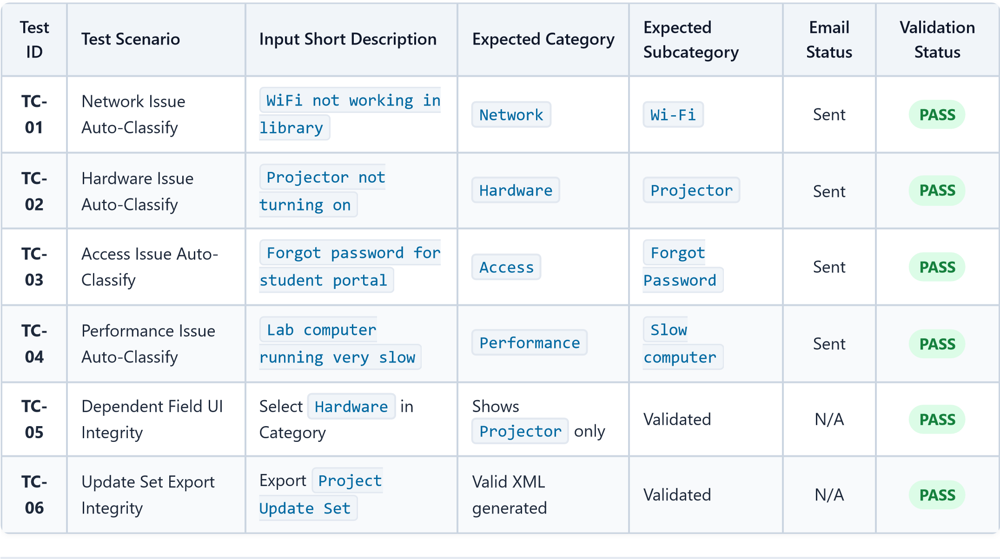 Test ID
Test Scenario
Input Short Description
Expected Category
Expected Subcategory
Email Status
Validation Status
TC-01
Network Issue
Auto-Classify
WiFi not working in
library
Network
Wi-Fi
Sent
PASS
TC-02
Hardware Issue
Auto-Classify
Projector not
turning on
Hardware
Projector
Sent
PASS
TC-03
Access Issue Auto-
Classify
Forgot password for
student portal
Access
Forgot
Password
Sent
PASS
TC-04
Performance Issue
Auto-Classify
Lab computer
running very slow
Performance
Slow
computer
Sent
PASS
TC-05
Dependent Field UI
Integrity
Select Hardware in
Category
Shows
Projector only
Validated
N/A
PASS
TC-06
Update Set Export
Integrity
Export Project
Update Set
Valid XML
generated
Validated
N/A
PASS